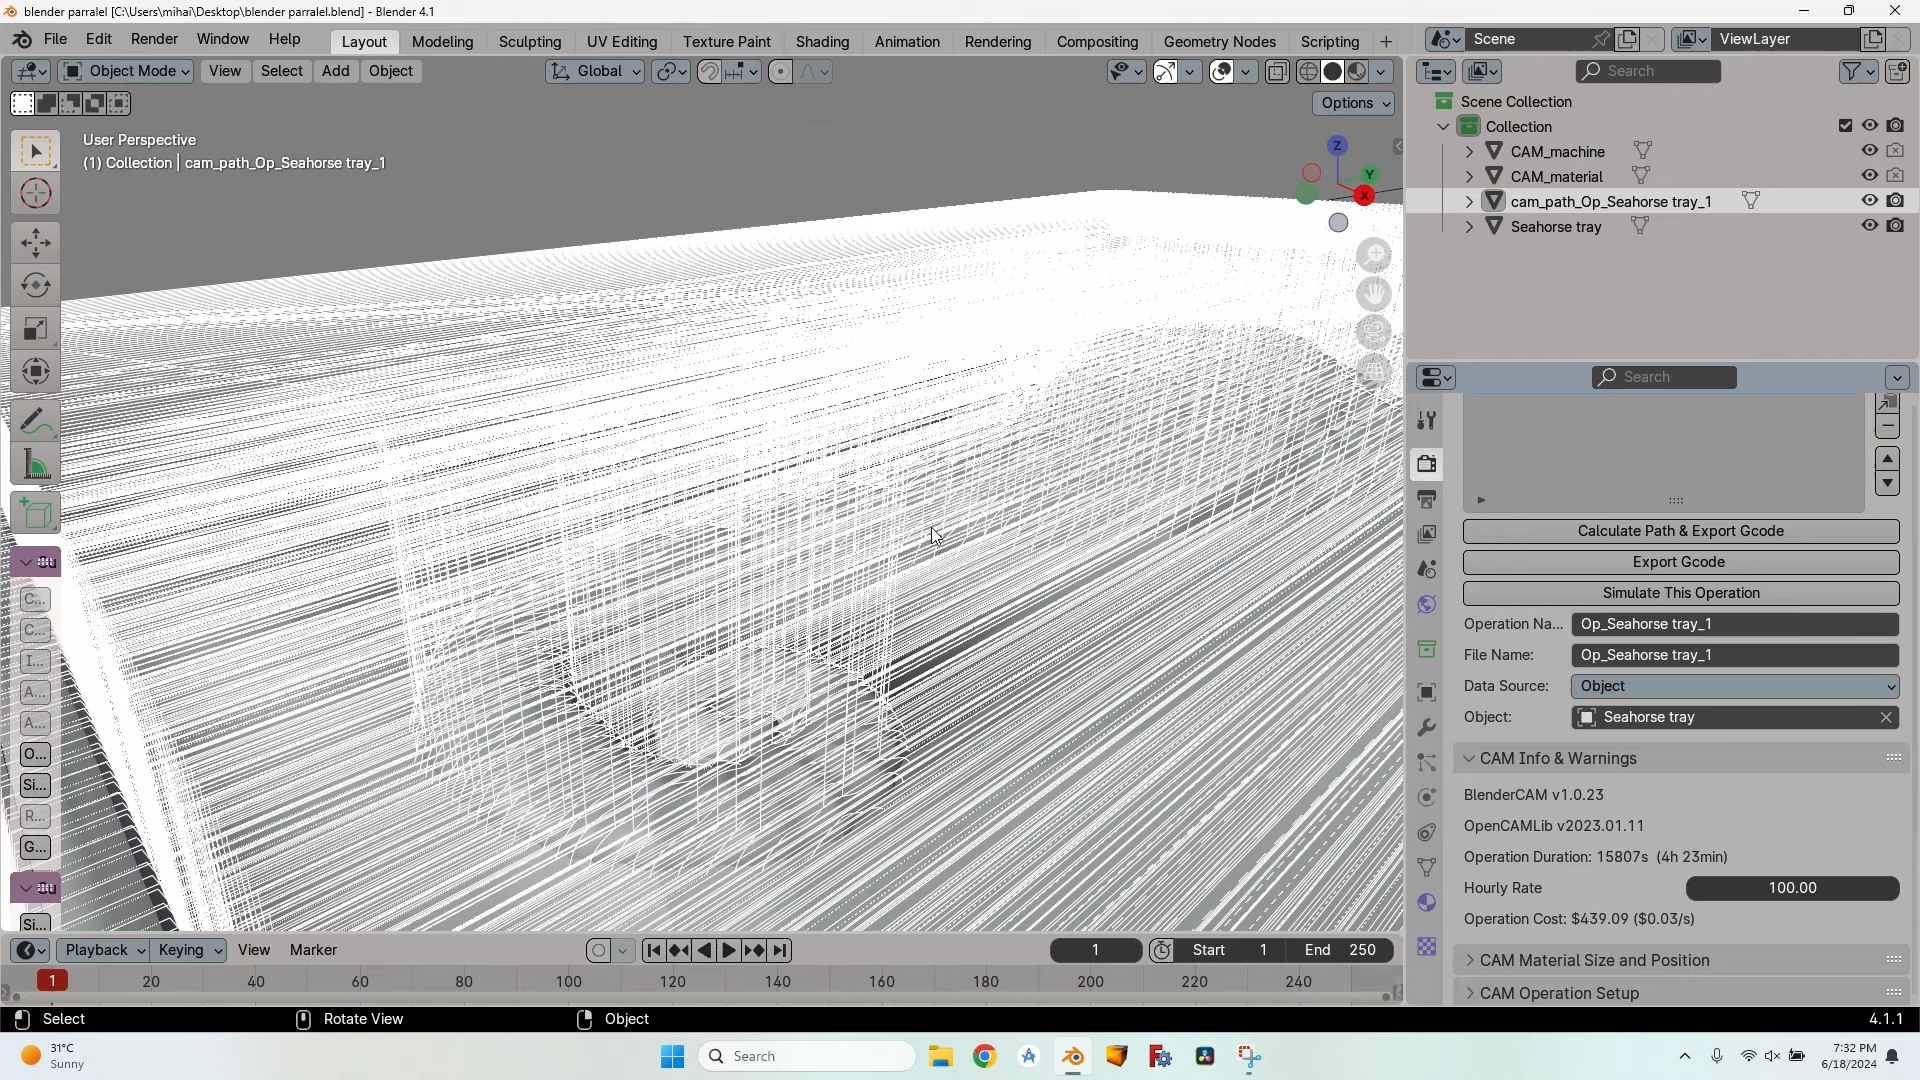 blender parralel [C:\Users\mihai\Desktop\blender parralel.blend] - Blender 4.1
File Edit Render Window Help Layout Modeling Sculpting UV Editing Texture Paint Shading Animation Rendering Compositing Geometry Nodes Scripting + Scene ViewLayer
Object Mode View Select Add Object Global Search
Options
User Perspective
(1) Collection | cam_path_Op_Seahorse tray_1
Z
Y
X
Scene Collection
Collection
CAM_machine
CAM_material
cam_path_Op_Seahorse tray_1
Seahorse tray
Search
Calculate Path & Export Gcode
Export Gcode
Simulate This Operation
Operation Na... Op_Seahorse tray_1
File Name: Op_Seahorse tray_1
Data Source: Object
Object: Seahorse tray
CAM Info & Warnings
BlenderCAM v1.0.23
OpenCAMLib v2023.01.11
Operation Duration: 15807s (4h 23min)
Hourly Rate 100.00
Operation Cost: $439.09 ($0.03/s)
CAM Material Size and Position
CAM Operation Setup
C...
C...
I...
A...
A...
O...
Si...
R...
G...
Si...
Playback Keying View Marker 1 Start 1 End 250
1 20 40 60 80 100 120 140 160 180 200 220 240
Select Rotate View Object 4.1.1
31°C
Sunny
Search
7:32 PM
6/18/2024